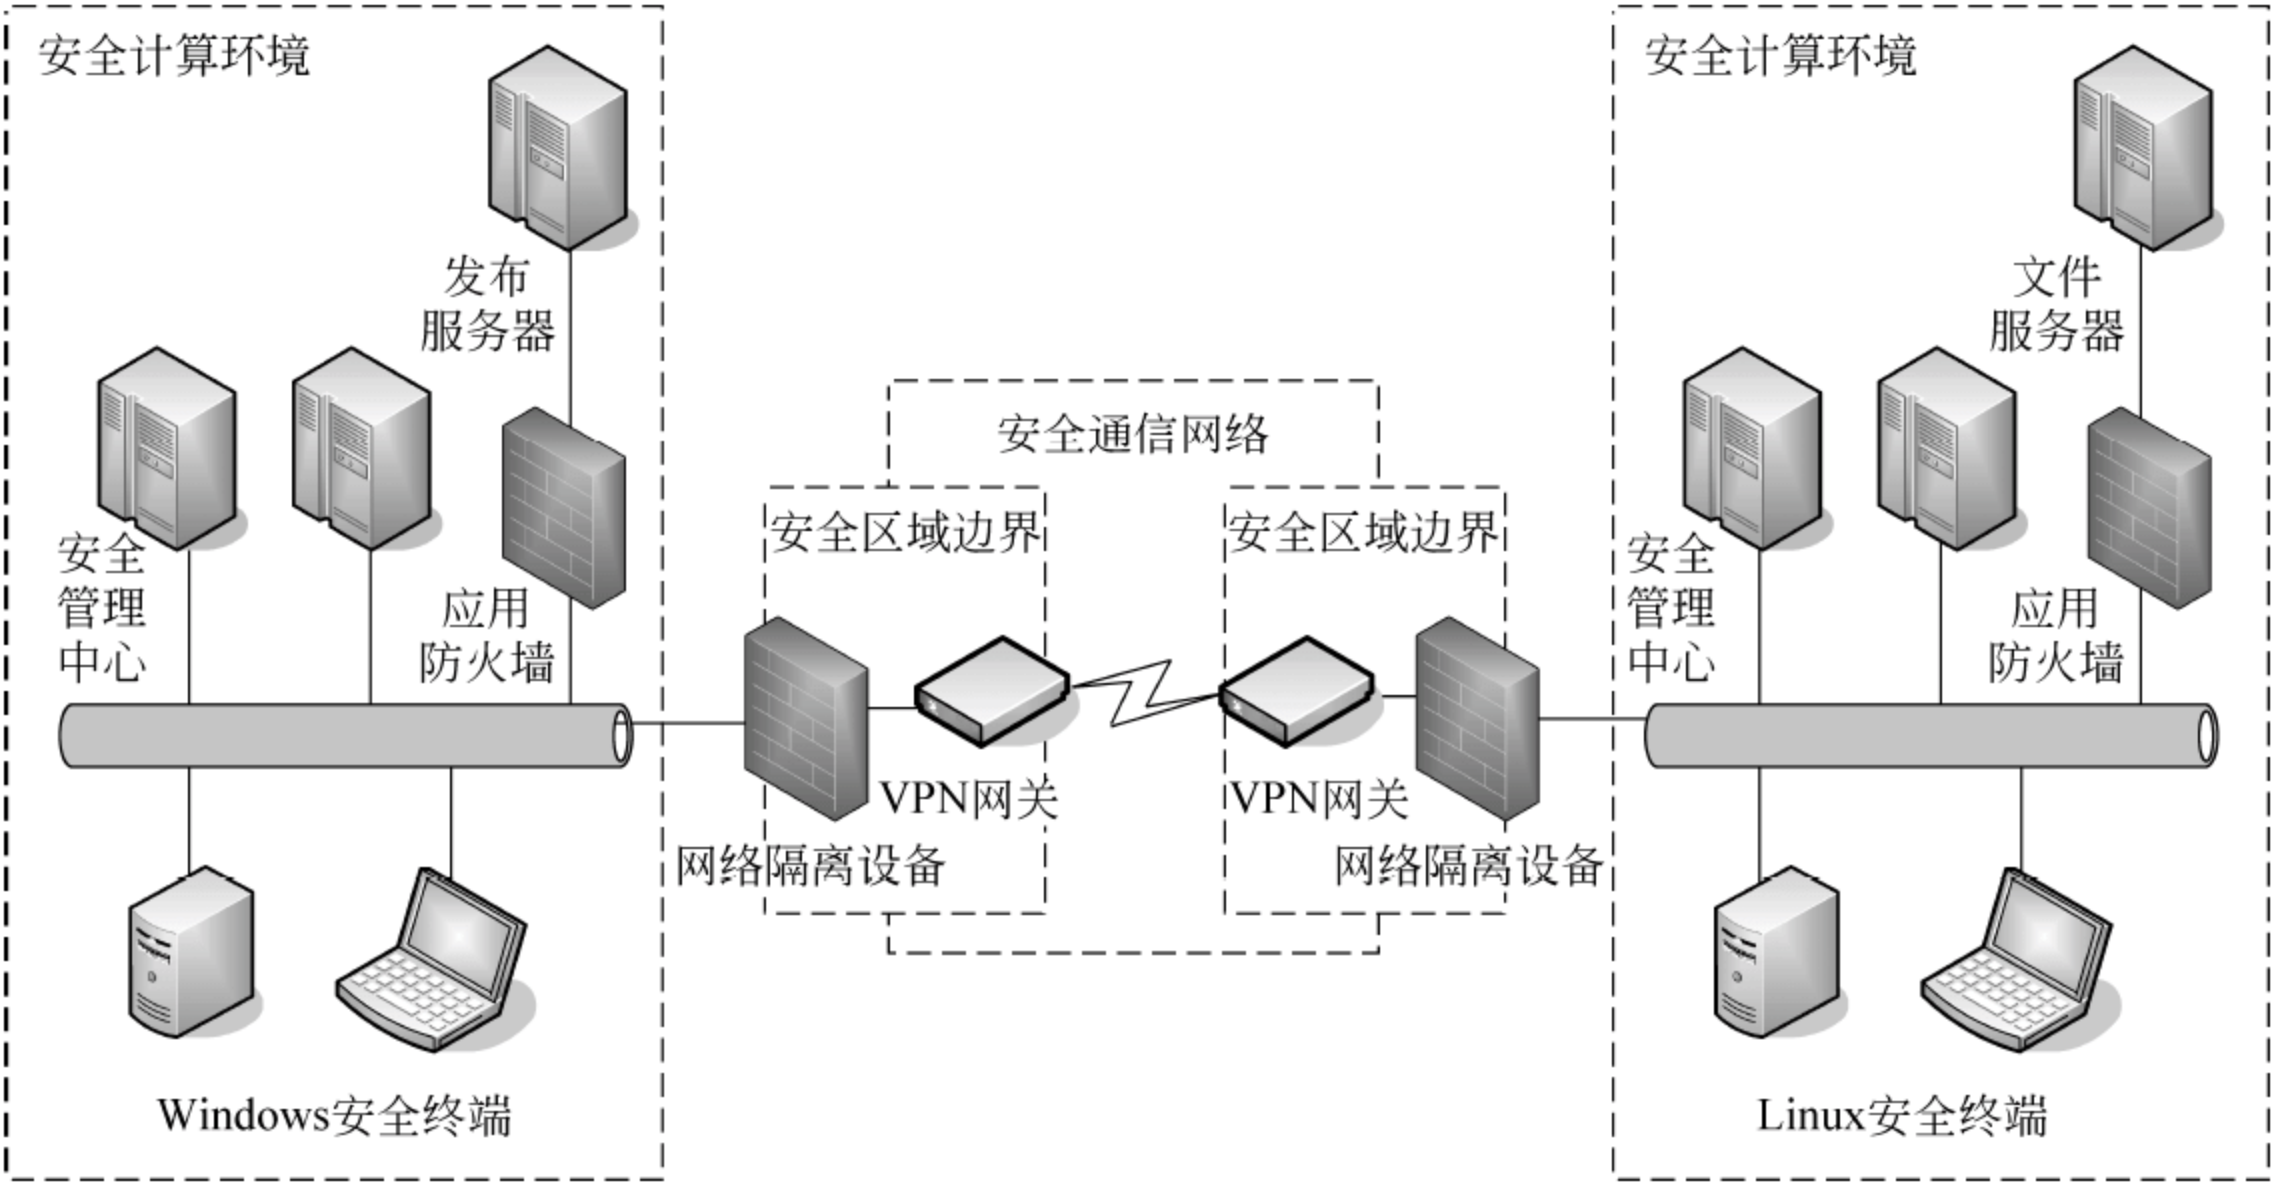 安全计算环境
发布
服务器
安全
管理
中心
应用
防火墙
Windows安全终端
安全通信网络
安全区域边界
安全区域边界
VPN网关
VPN网关
网络隔离设备
网络隔离设备
安全计算环境
文件
服务器
安全
管理
中心
应用
防火墙
Linux安全终端